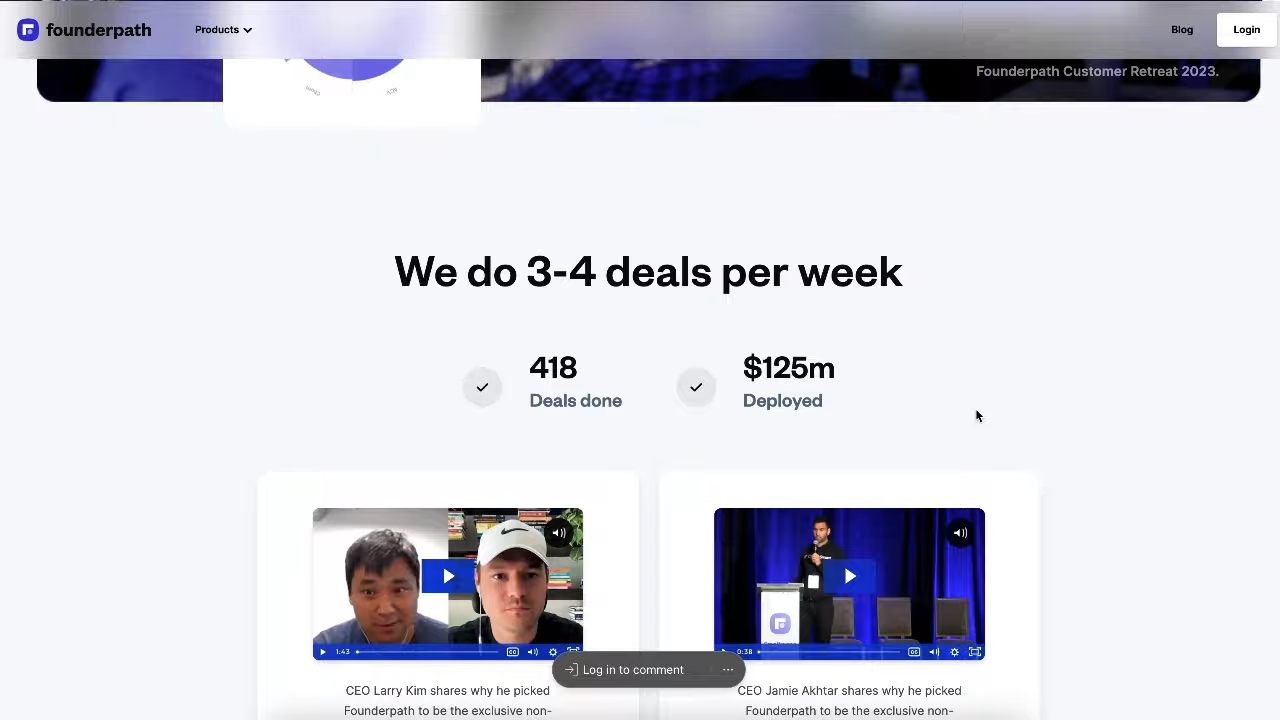 founderpath
Products
Blog
Login
Founderpath Customer Retreat 2023.
We do 3-4 deals per week
418
Deals done
$125m
Deployed
1:43
CC
0:38
CC
Log in to comment
CEO Larry Kim shares why he picked
Founderpath to be the exclusive non-
CEO Jamie Akhtar shares why he picked
Founderpath to be the exclusive non-